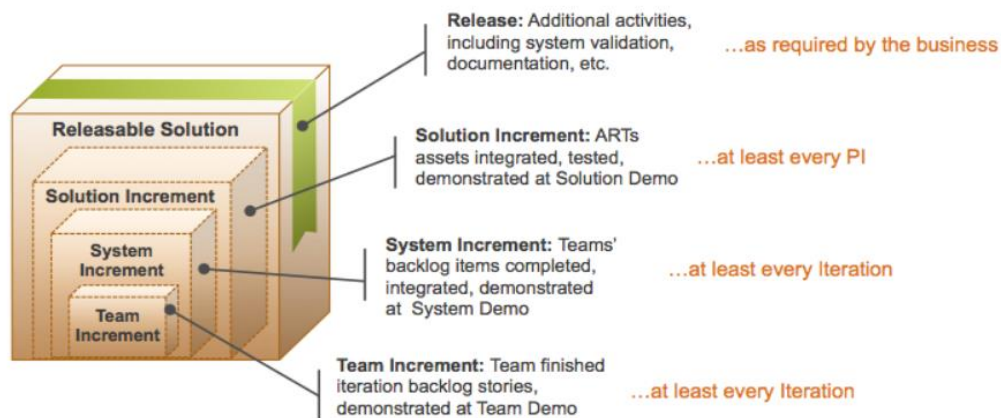 Release: Additional activities,
including system validation,
documentation, etc.
...as required by the business
Releasable Solution
Solution Increment: ARTs
assets integrated, tested,
demonstrated at Solution Demo
...at least every PI
Solution Increment
System Increment: Teams'
backlog items completed,
integrated, demonstrated
at System Demo
...at least every Iteration
System
Increment
Team
Increment
Team Increment: Team finished
iteration backlog stories,
demonstrated at Team Demo
...at least every Iteration